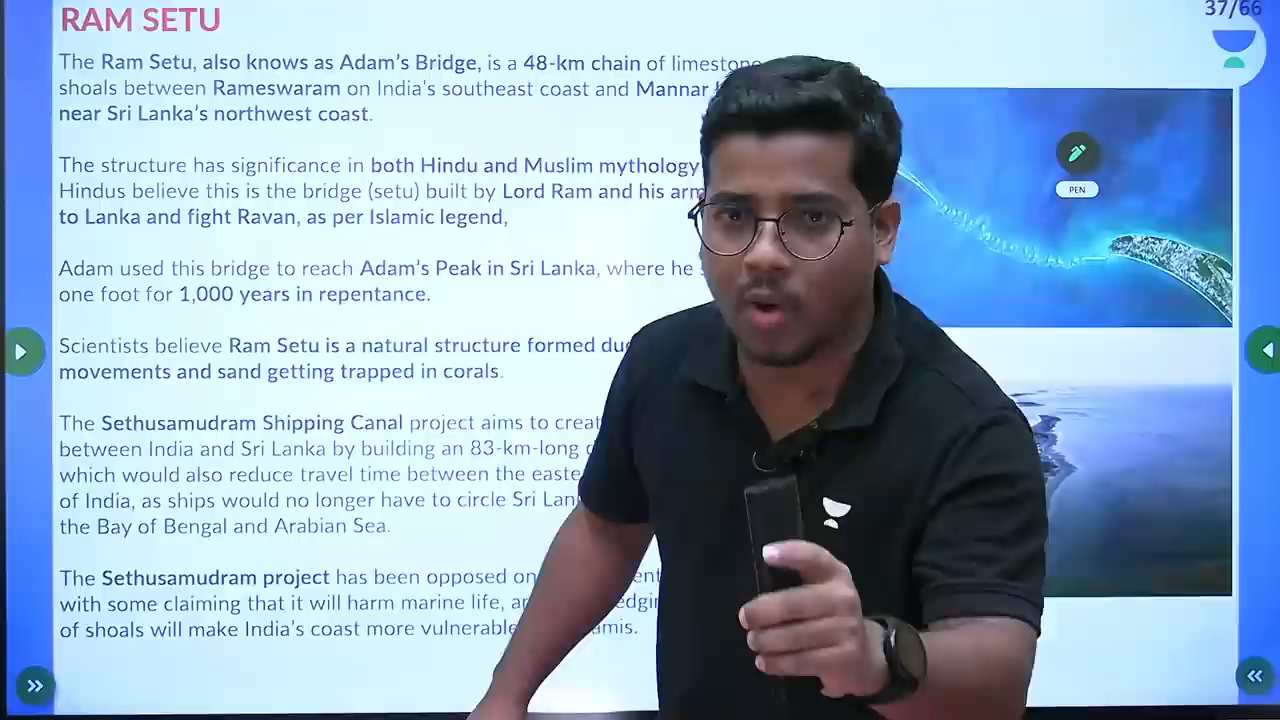 RAM SETU
37/66
The Ram Setu, also knows as Adam's Bridge, is a 48-km chain of limestone
shoals between Rameswaram on India's southeast coast and Mannar
near Sri Lanka's northwest coast.
The structure has significance in both Hindu and Muslim mythology
Hindus believe this is the bridge (setu) built by Lord Ram and his
to Lanka and fight Ravan, as per Islamic legend,
Adam used this bridge to reach Adam's Peak in Sri Lanka, where he
one foot for 1,000 years in repentance.
Scientists believe Ram Setu is a natural structure formed
movements and sand getting trapped in corals.
The Sethusamudram Shipping Canal project aims to
between India and Sri Lanka by building an 83-km-long
which would also reduce travel time between the
of India, as ships would no longer have to circle Sri
the Bay of Bengal and Arabian Sea.
The Sethusamudram project has been opposed
with some claiming that it will harm marine life,
of shoals will make India's coast more vulnerable
PEN